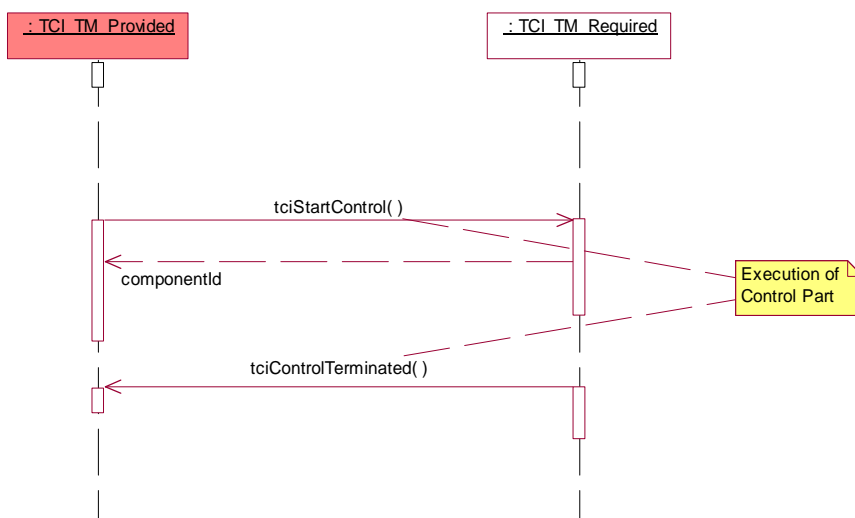 : TCI_TM_Provided
: TCI_TM_Required
tciStartControl( )
componentId
Execution of
Control Part
tciControlTerminated( )